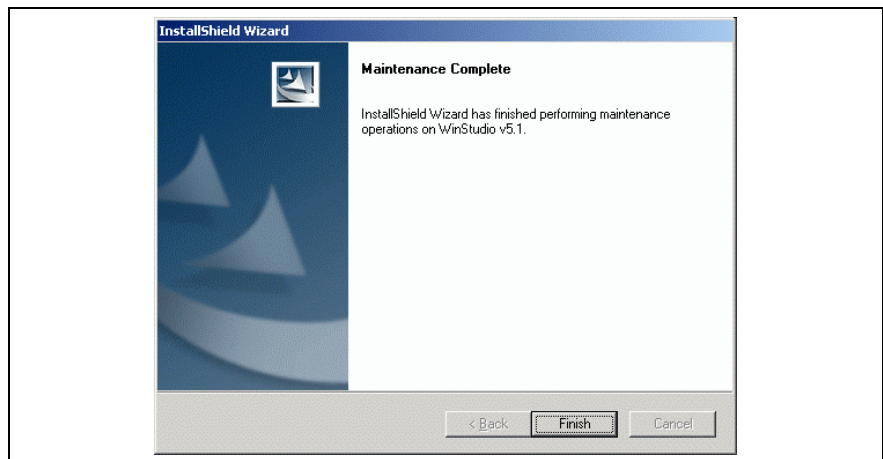 InstallShield Wizard
Maintenance Complete
InstallShield Wizard has finished performing maintenance
operations on WinStudio v5.1.
< Back
Finish
Cancel